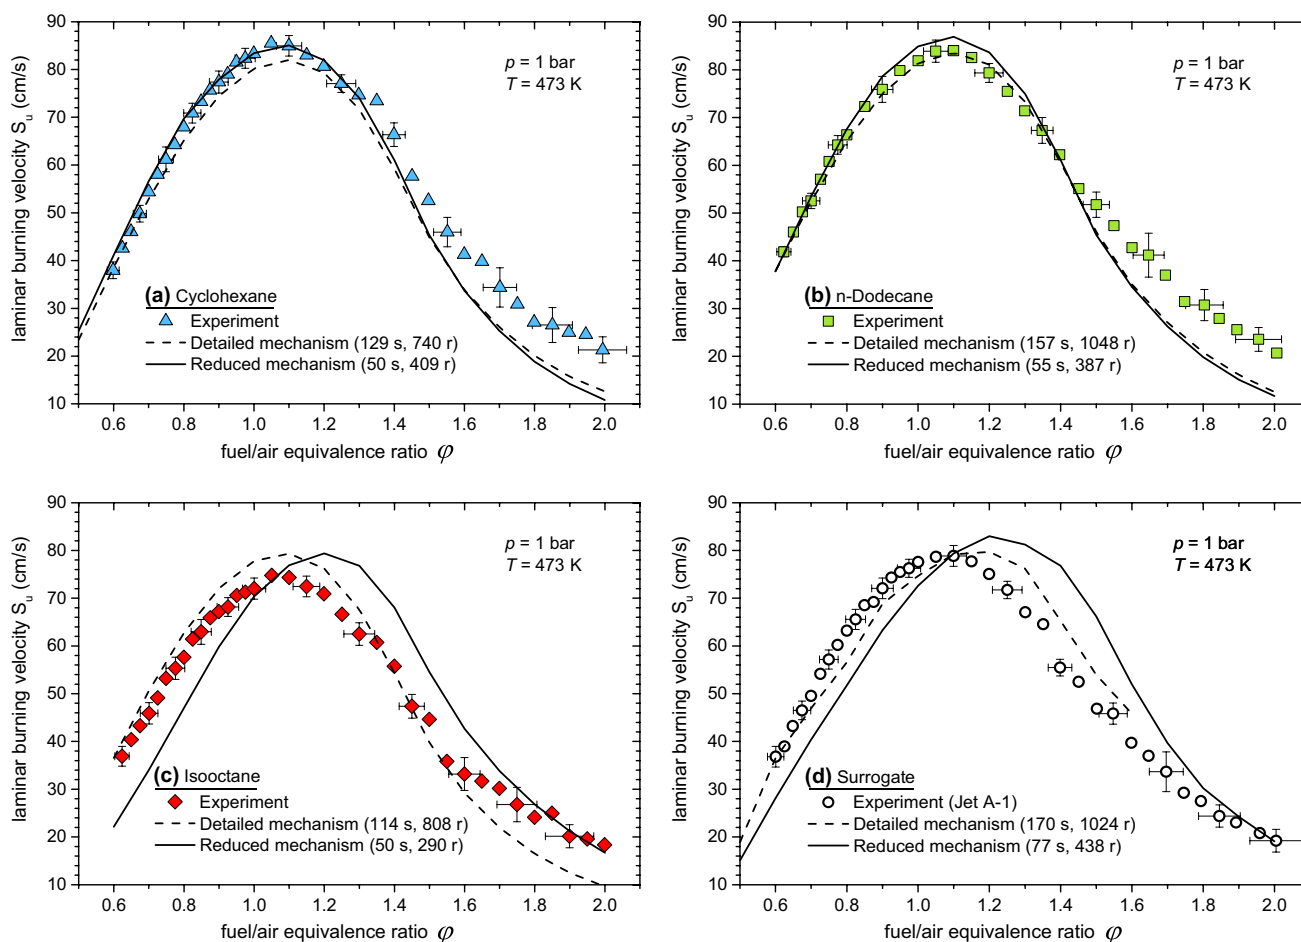 90
80
70
60
50
40
30
20
10
laminar burning velocity S_u (cm/s)
p = 1 bar
T = 473 K
(a) Cyclohexane
Experiment
Detailed mechanism (129 s, 740 r)
Reduced mechanism (50 s, 409 r)
0.6 0.8 1.0 1.2 1.4 1.6 1.8 2.0
fuel/air equivalence ratio φ
90
80
70
60
50
40
30
20
10
laminar burning velocity S_u (cm/s)
p = 1 bar
T = 473 K
(b) n-Dodecane
Experiment
Detailed mechanism (157 s, 1048 r)
Reduced mechanism (55 s, 387 r)
0.6 0.8 1.0 1.2 1.4 1.6 1.8 2.0
fuel/air equivalence ratio φ
90
80
70
60
50
40
30
20
10
laminar burning velocity S_u (cm/s)
p = 1 bar
T = 473 K
(c) Isooctane
Experiment
Detailed mechanism (114 s, 808 r)
Reduced mechanism (50 s, 290 r)
0.6 0.8 1.0 1.2 1.4 1.6 1.8 2.0
fuel/air equivalence ratio φ
90
80
70
60
50
40
30
20
10
laminar burning velocity S_u (cm/s)
p = 1 bar
T = 473 K
(d) Surrogate
Experiment (Jet A-1)
Detailed mechanism (170 s, 1024 r)
Reduced mechanism (77 s, 438 r)
0.6 0.8 1.0 1.2 1.4 1.6 1.8 2.0
fuel/air equivalence ratio φ